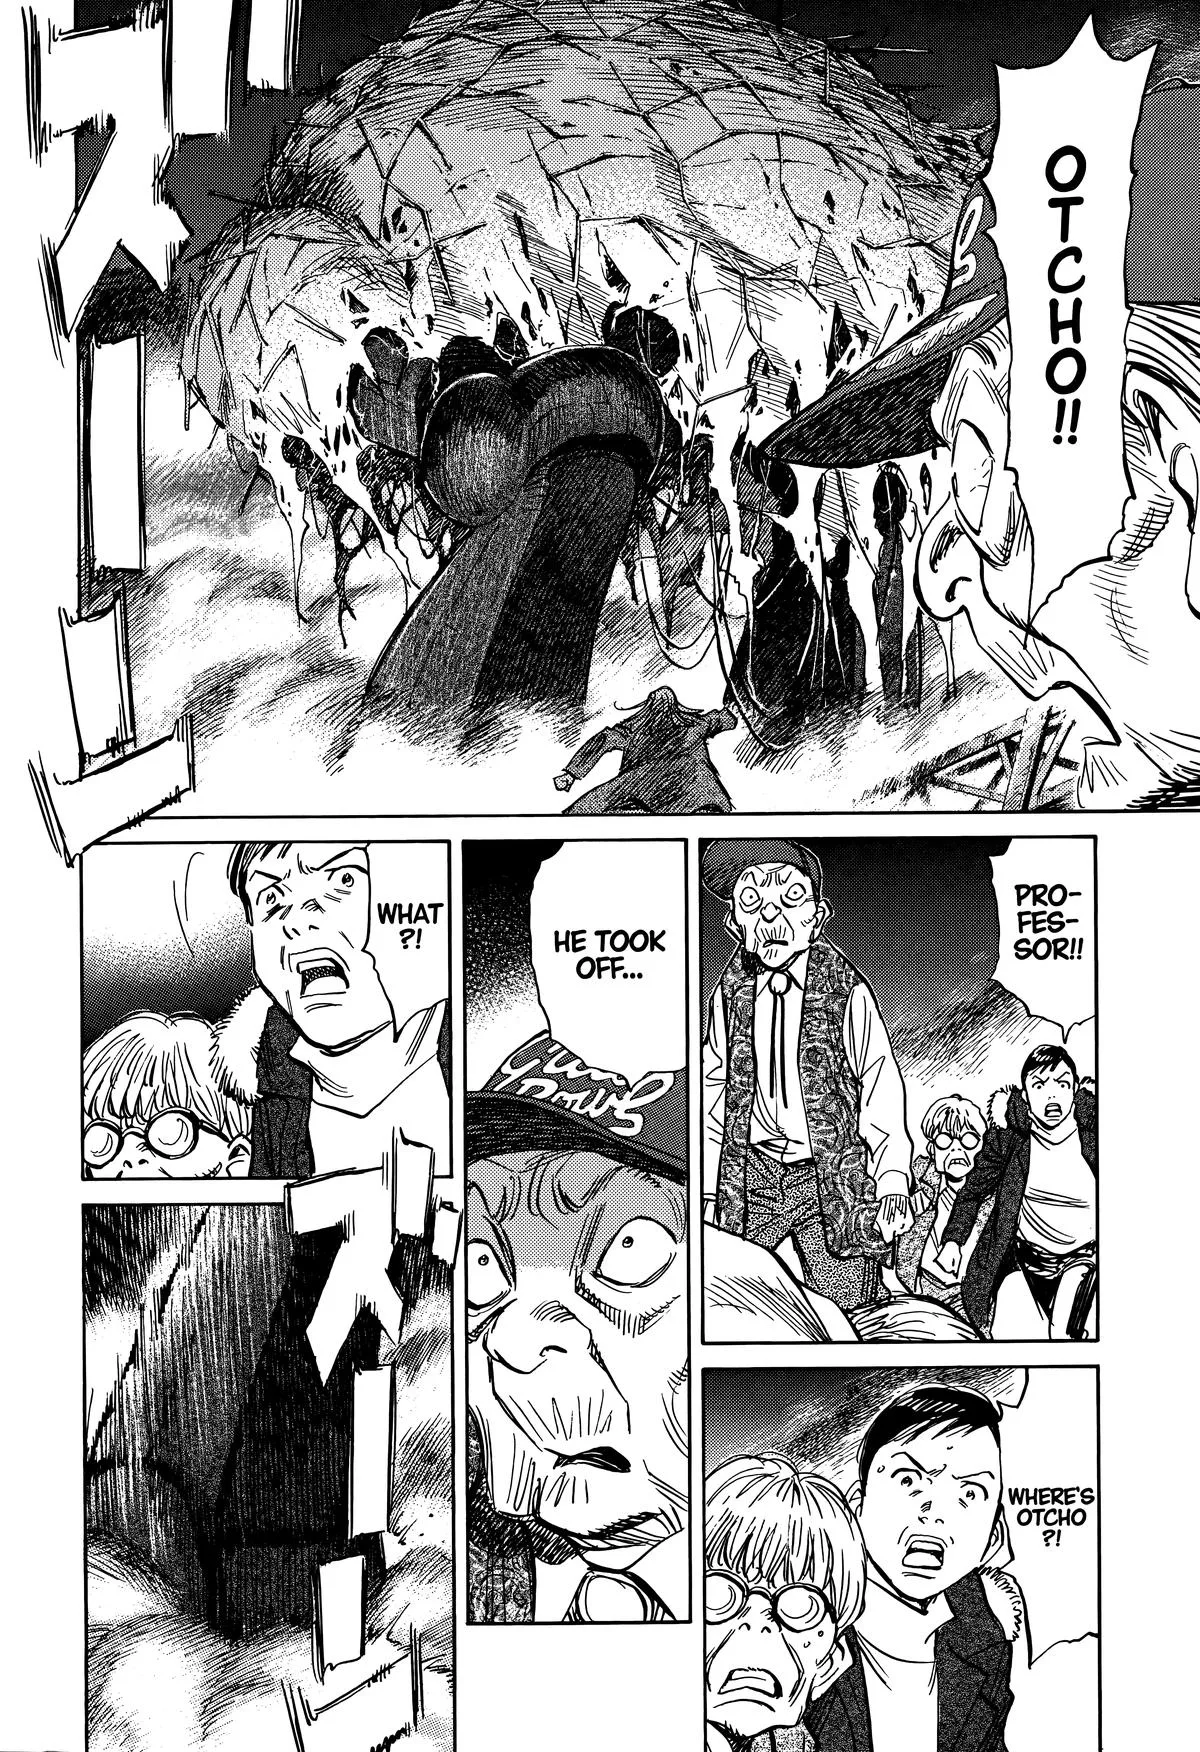 OTCHO!!
PRO-
FES-
SOR!!
WHERE'S
OTCHO
?!
HE TOOK
OFF...
WHAT
?!